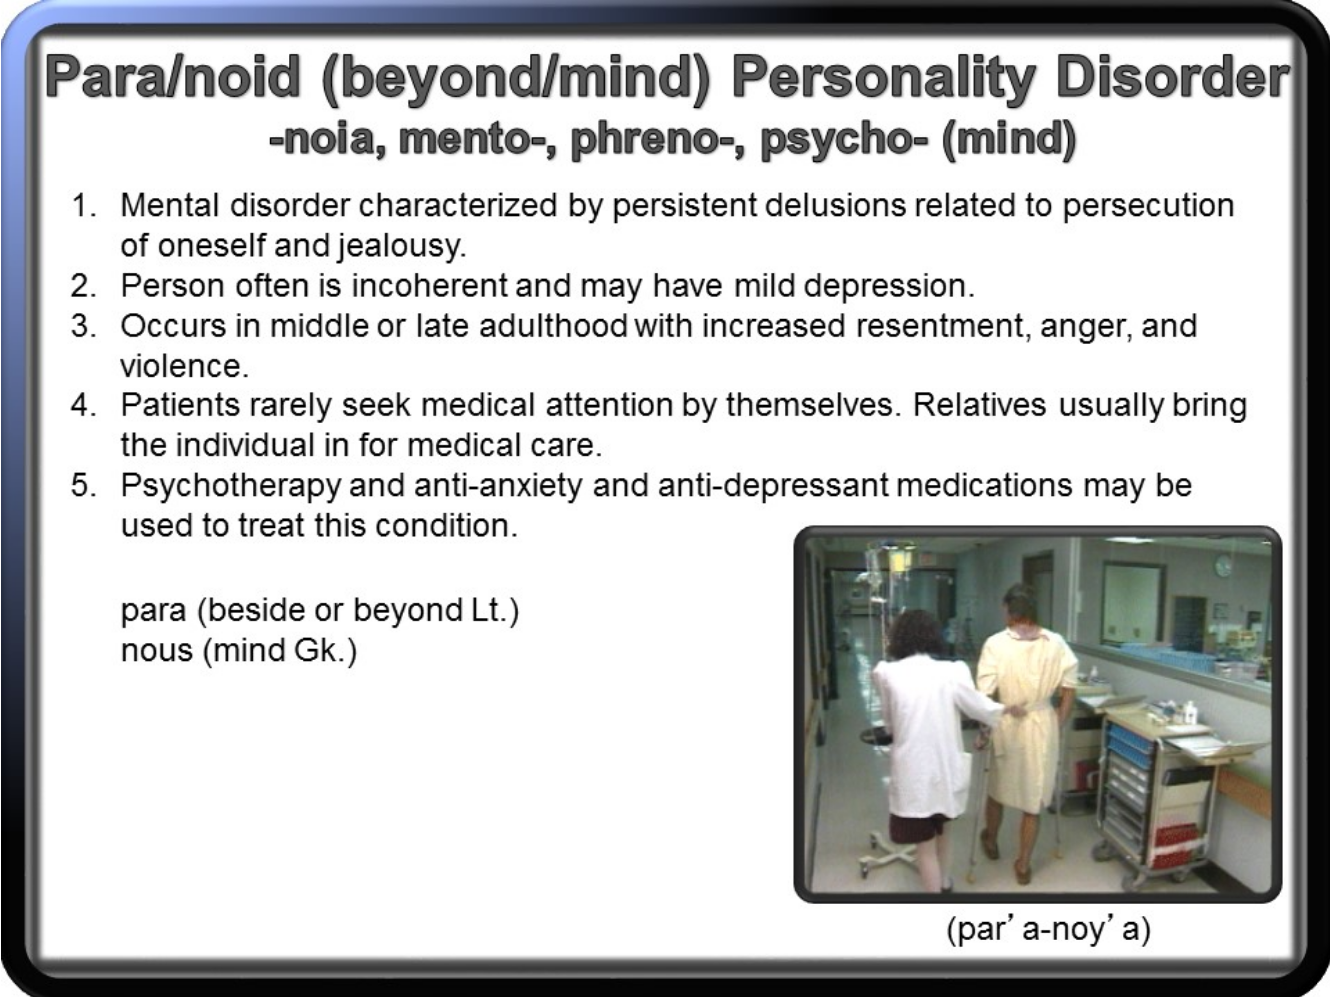 Para/noid (beyond/mind) Personality Disorder
-noia, mento-, phreno-, psycho- (mind)
1. Mental disorder characterized by persistent delusions related to persecution
of oneself and jealousy.
2. Person often is incoherent and may have mild depression.
3. Occurs in middle or late adulthood with increased resentment, anger, and
violence.
4. Patients rarely seek medical attention by themselves. Relatives usually bring
the individual in for medical care.
5. Psychotherapy and anti-anxiety and anti-depressant medications may be
used to treat this condition.
para (beside or beyond Lt.)
nous (mind Gk.)
(par’ a-noy’ a)